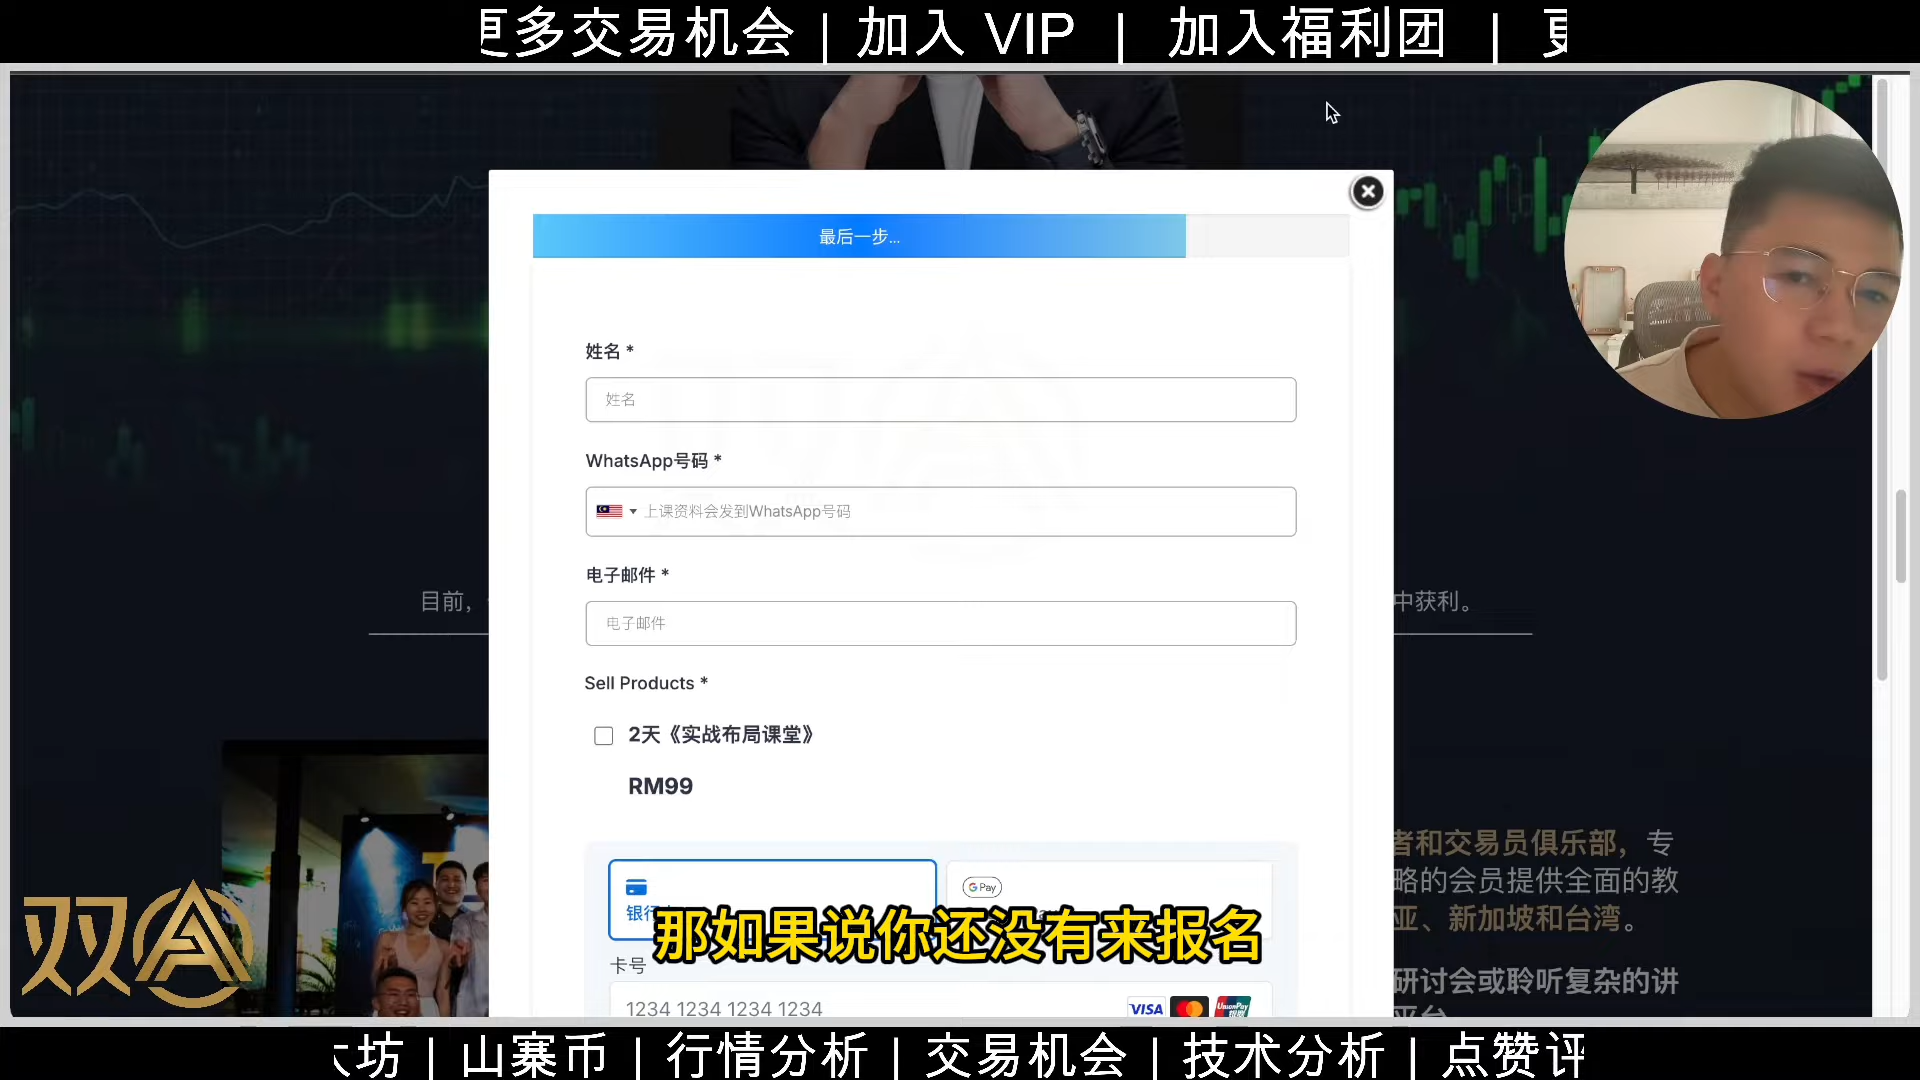 多交易机会 | 加入 VIP | 加入福利团 |
最后一步...
姓名 *
姓名
WhatsApp号码 *
上课资料会发到WhatsApp号码
电子邮件 *
目前,
中获利。
电子邮件
Sell Products *
2天《实战布局课堂》
RM99
者和交易员俱乐部，专
略的会员提供全面的教
亚、新加坡和台湾。
G Pay
银行
那如果说你还没有来报名
卡号
研讨会或聆听复杂的讲
平台
1234 1234 1234 1234
VISA
UnionPay
双A
坊 | 山寨币 | 行情分析 | 交易机会 | 技术分析 | 点赞评